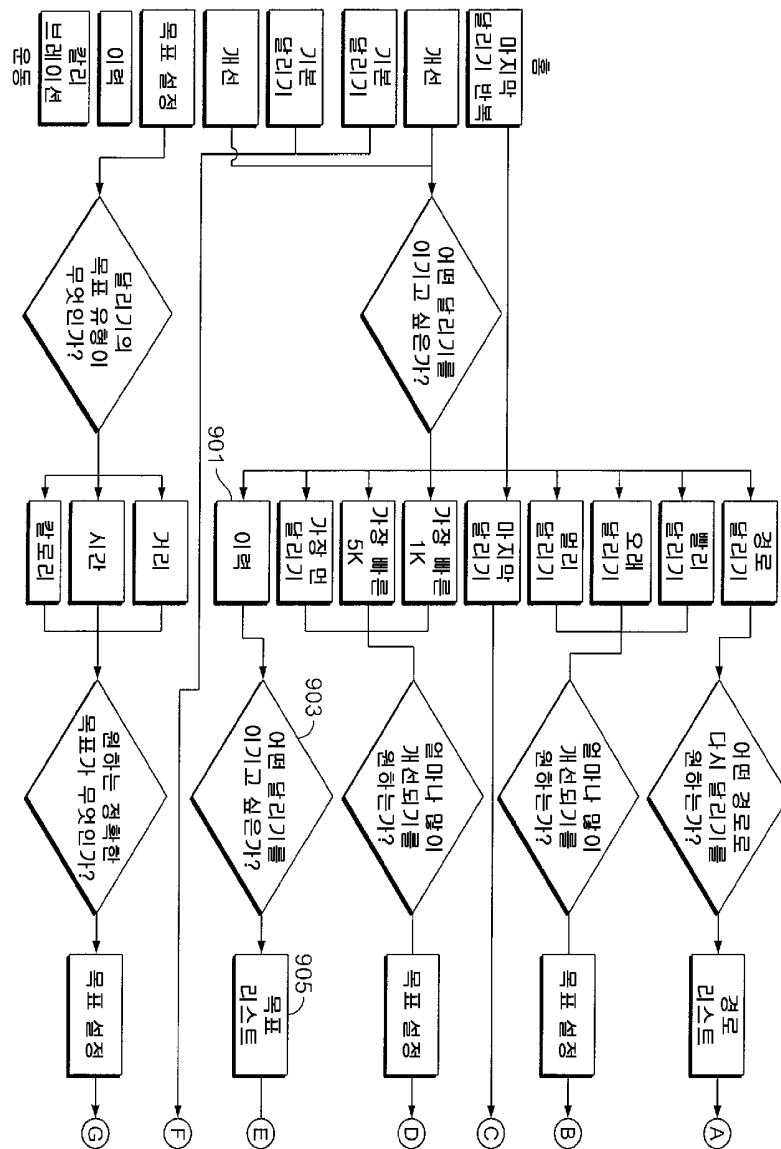 홈
마지막
달리기 반복
개선
기본
달리기
기본
달리기
개선
목표 설정
이력
칼리
브레이션
운동
어떤 달리기를
이기고 싶은가?
달리기의
목표 유형이
무엇인가?
경로
달리기
빨리
달리기
오래
달리기
멀리
달리기
마지막
달리기
가장 빠른
1K
가장 빠른
5K
가장 먼
달리기
이력
901
거리
시간
칼로리
어떤 경로로
다시 달리기를
원하는가?
얼마나 많이
개선되기를
원하는가?
얼마나 많이
개선되기를
원하는가?
903
어떤 달리기를
이기고 싶은가?
원하는 정확한
목표가 무엇인가?
경로
리스트
목표 설정
목표 설정
905
목표
리스트
목표 설정
A
B
C
D
E
F
G